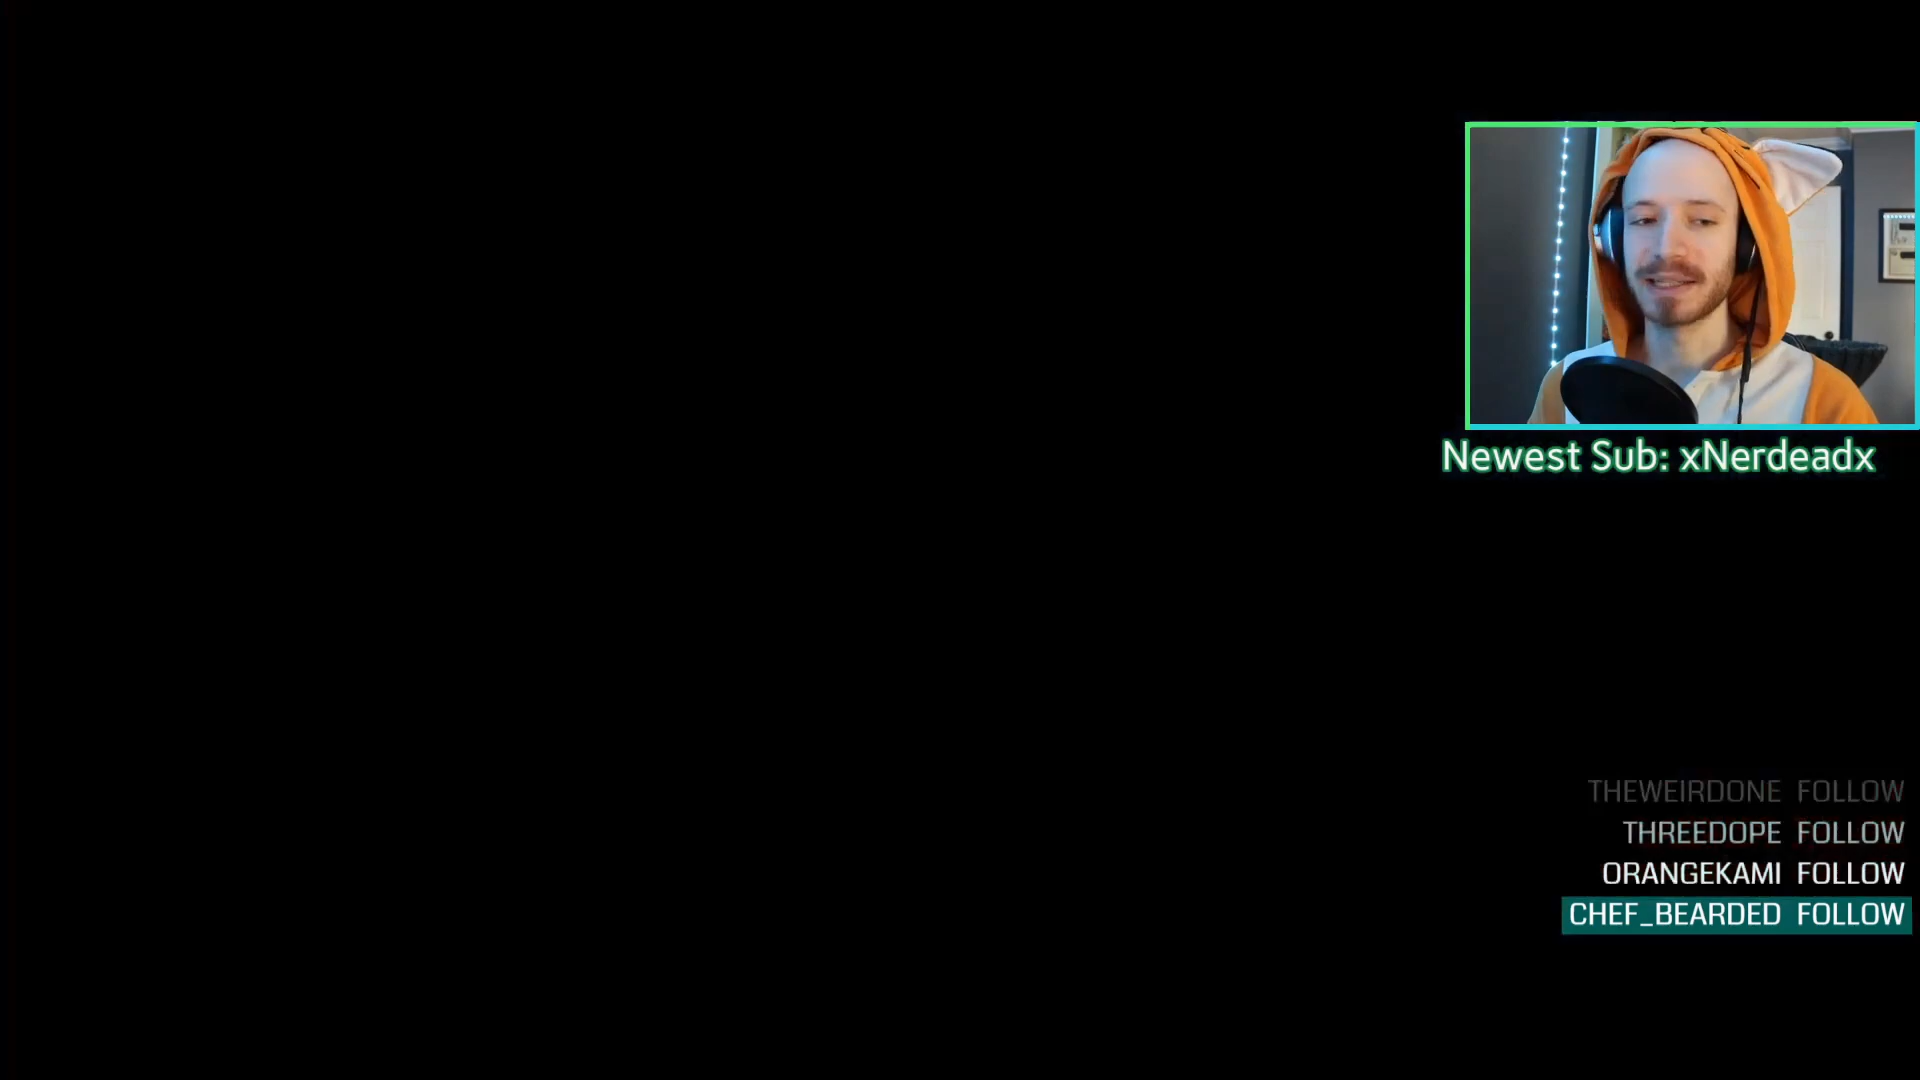 Newest Sub: xNerdeadx
THEWEIRDONE FOLLOW
THREEDOPE FOLLOW
ORANGEKAMI FOLLOW
CHEF_BEARDED FOLLOW